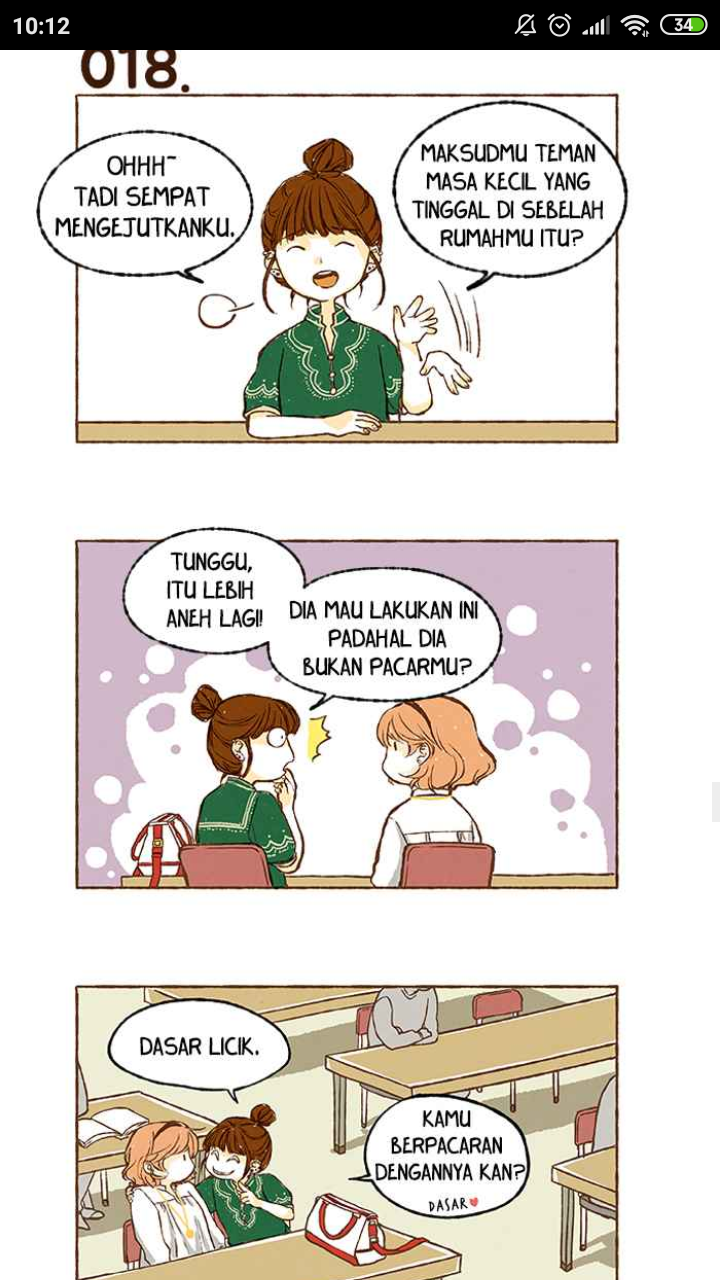 10:12
34
018.
OHHH~
TADI SEMPAT
MENGEJUTKANKU.
MAKSUDMU TEMAN
MASA KECIL YANG
TINGGAL DI SEBELAH
RUMAHMU ITU?
TUNGGU,
ITU LEBIH
ANEH LAGI!
DIA MAU LAKUKAN INI
PADAHAL DIA
BUKAN PACARMU?
DASAR LICIK.
KAMU
BERPACARAN
DENGANNYA KAN?
DASAR♥